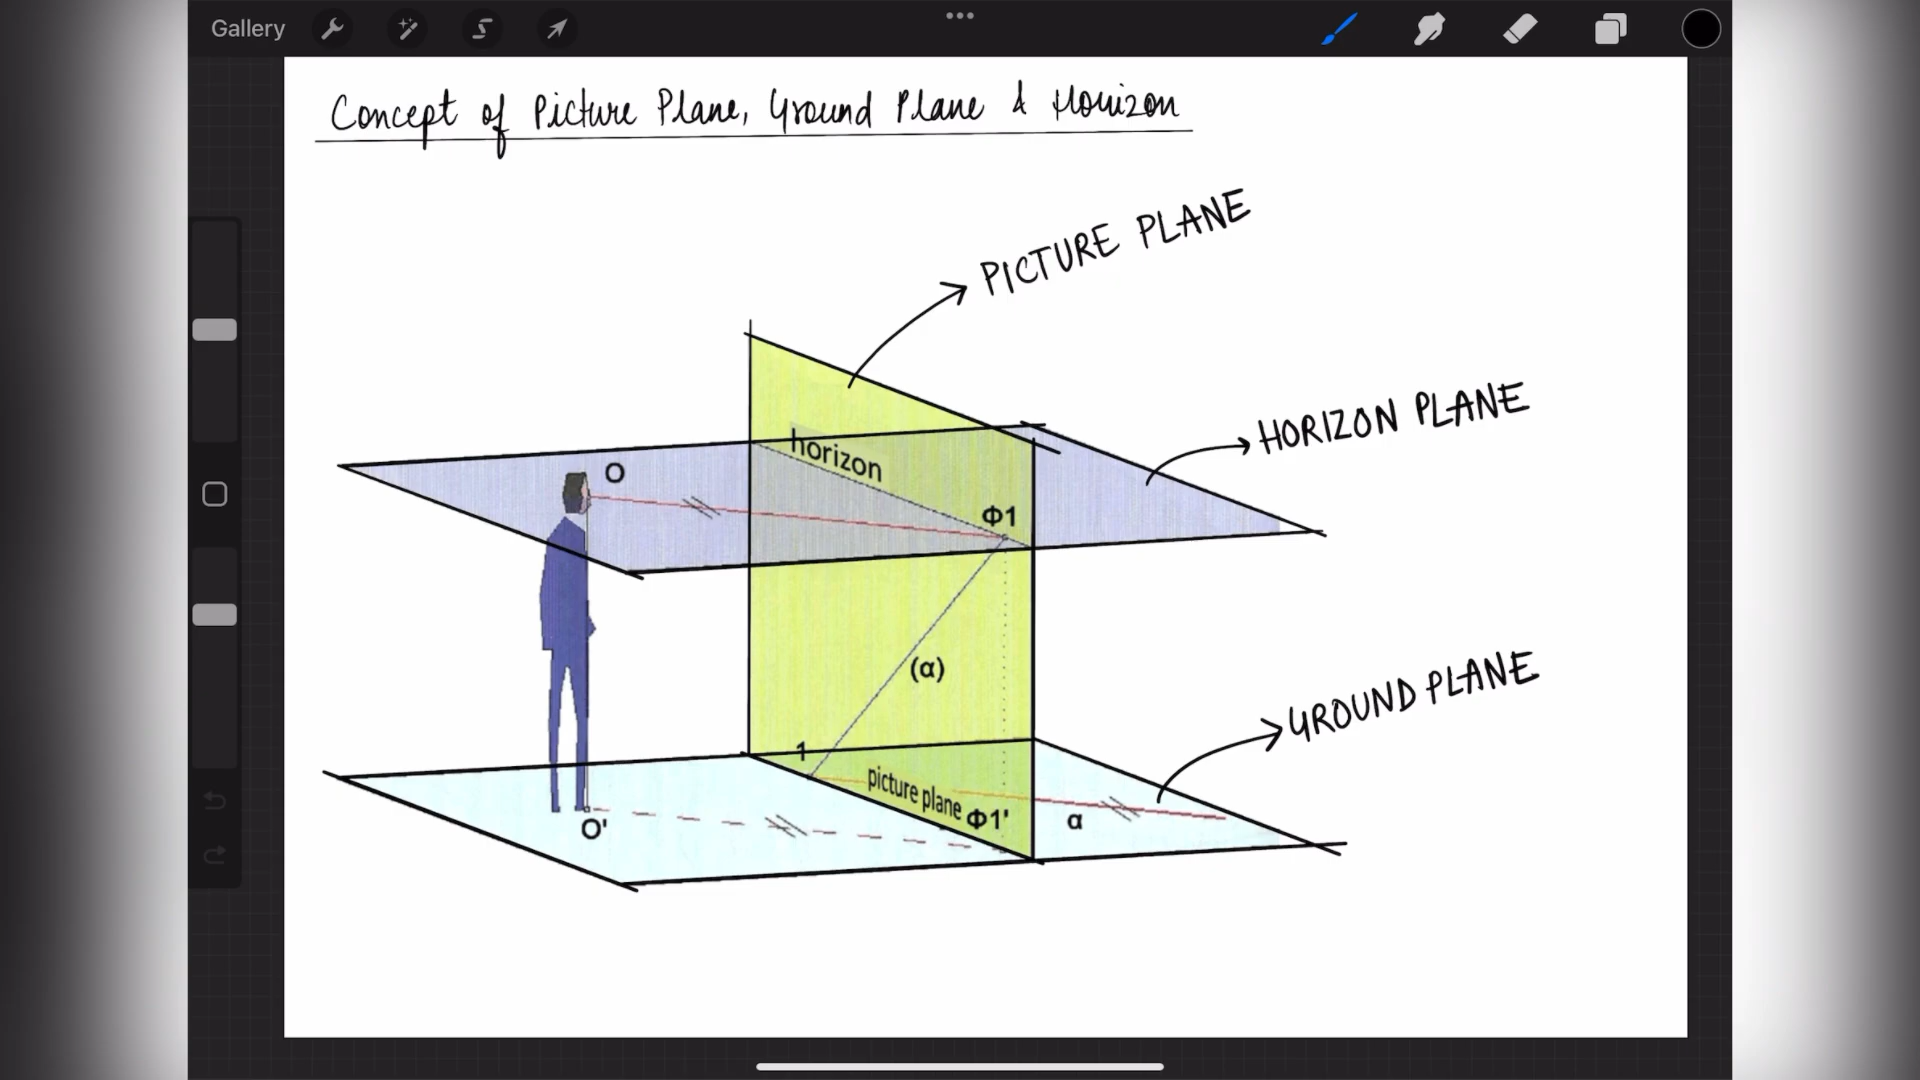 Gallery
Concept of Picture Plane, Ground Plane & Horizon
PICTURE PLANE
HORIZON PLANE
horizon
O
Φ1
(α)
GROUND PLANE
1
picture plane
Φ1'
α
O'